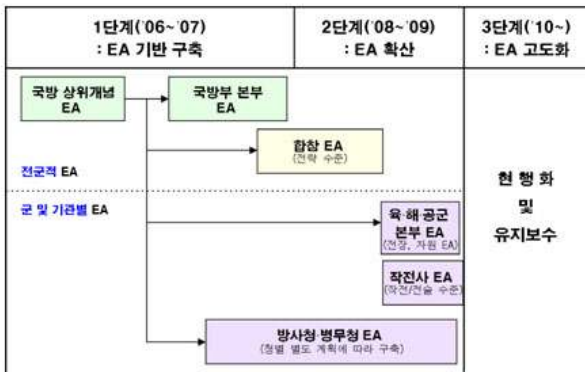 1단계('06~'07)
: EA 기반 구축
2단계('08~'09)
: EA 확산
3단계('10~)
: EA 고도화
국방 상위개념
EA
국방부 본부
EA
합참 EA
(전략 수준)
전군적 EA
군 및 기관별 EA
육·해·공군
본부 EA
(전장, 자원 EA)
작전사 EA
(작전/전술 수준)
방사청·병무청 EA
(청별 별도 계획에 따라 구축)
현 행 화
및
유지보수